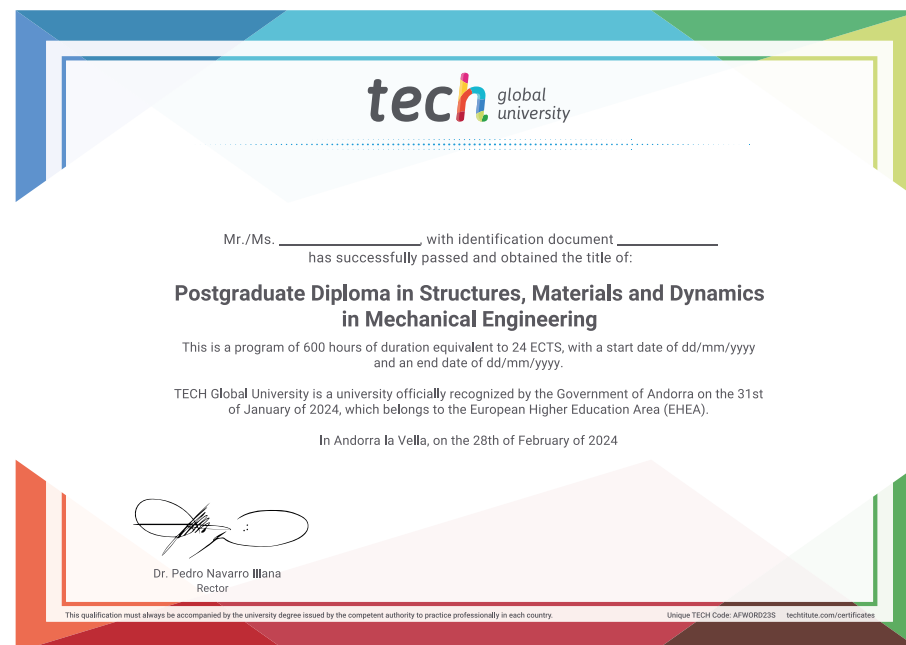 tech global university
Mr./Ms. ____________, with identification document ____________
has successfully passed and obtained the title of:
Postgraduate Diploma in Structures, Materials and Dynamics
in Mechanical Engineering
This is a program of 600 hours of duration equivalent to 24 ECTS, with a start date of dd/mm/yyyy
and an end date of dd/mm/yyyy.
TECH Global University is a university officially recognized by the Government of Andorra on the 31st
of January of 2024, which belongs to the European Higher Education Area (EHEA).
In Andorra la Vella, on the 28th of February of 2024
Dr. Pedro Navarro Illana
Rector
This qualification must always be accompanied by the university degree issued by the competent authority to practice professionally in each country.
Unique TECH Code: AFWORD23S techtitute.com/certificates